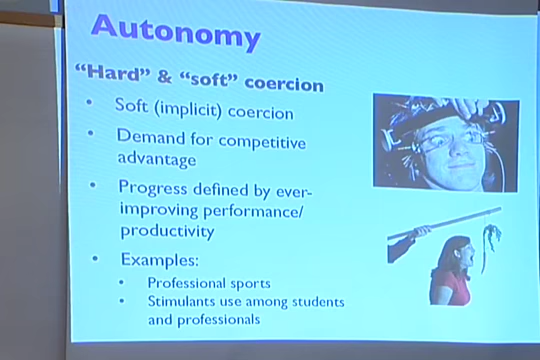 Autonomy
"Hard" & "soft" coercion
• Soft (implicit) coercion
• Demand for competitive
advantage
• Progress defined by ever-
improving performance/
productivity
• Examples:
• Professional sports
• Stimulants use among students
and professionals